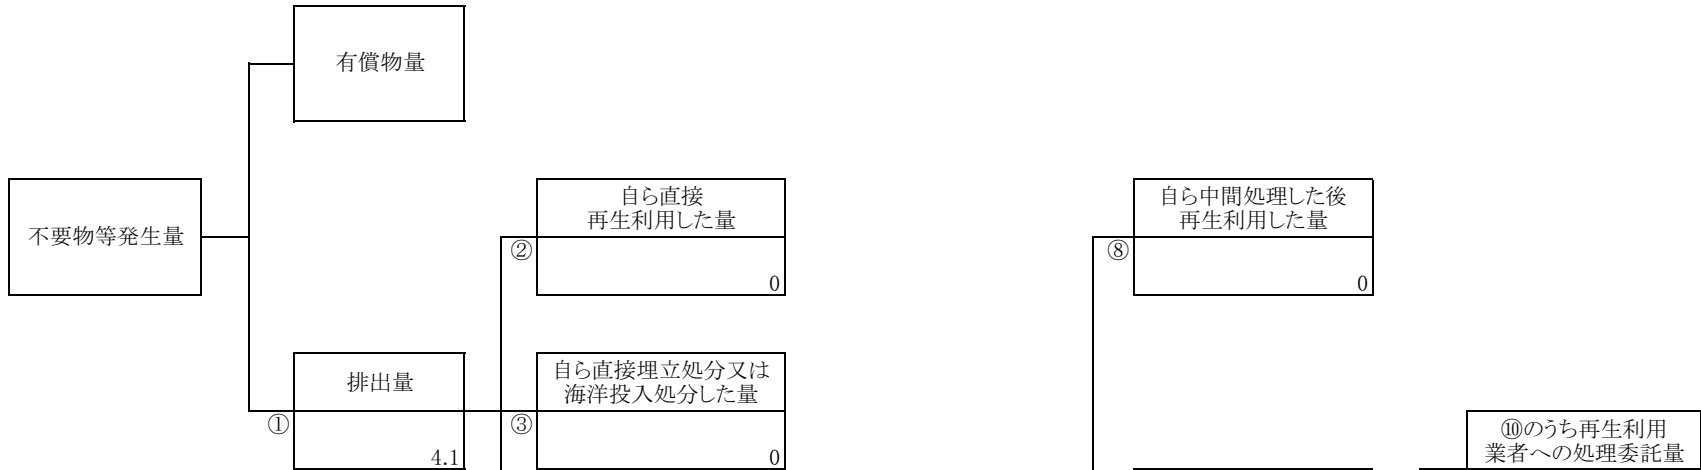 有償物量
不要物等発生量
自ら直接
再生利用した量
②
0
自ら中間処理した後
再生利用した量
⑧
0
排出量
①
4.1
自ら直接埋立処分又は
海洋投入処分した量
③
0
⑩のうち再生利用
業者への処理委託量